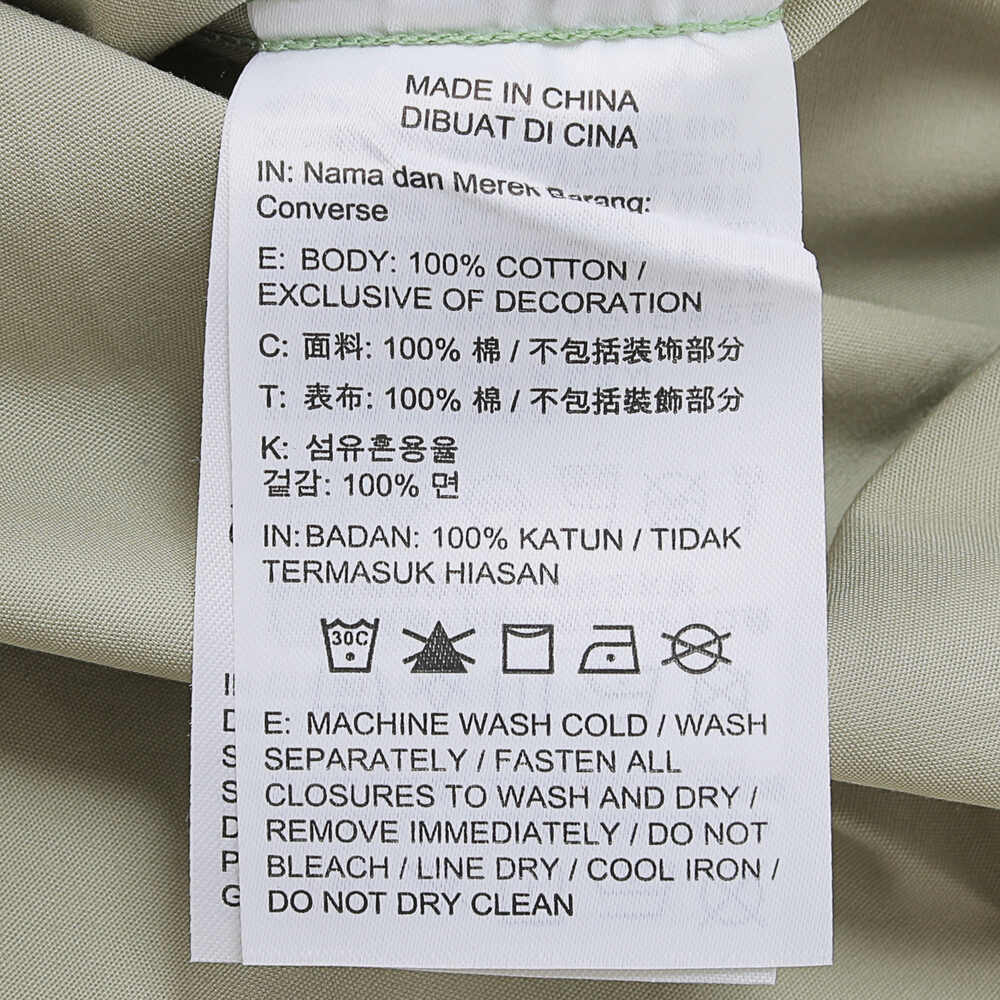 MADE IN CHINA
DIBUAT DI CINA
IN: Nama dan Merek Barang:
Converse
E: BODY: 100% COTTON /
EXCLUSIVE OF DECORATION
C: 面料: 100% 棉 / 不包括装饰部分
T: 表布: 100% 棉 / 不包括裝飾部分
K: 섬유혼용율
겉감: 100% 면
IN: BADAN: 100% KATUN / TIDAK
TERMASUK HIASAN
30C
E: MACHINE WASH COLD / WASH
SEPARATELY / FASTEN ALL
CLOSURES TO WASH AND DRY /
REMOVE IMMEDIATELY / DO NOT
BLEACH / LINE DRY / COOL IRON /
DO NOT DRY CLEAN